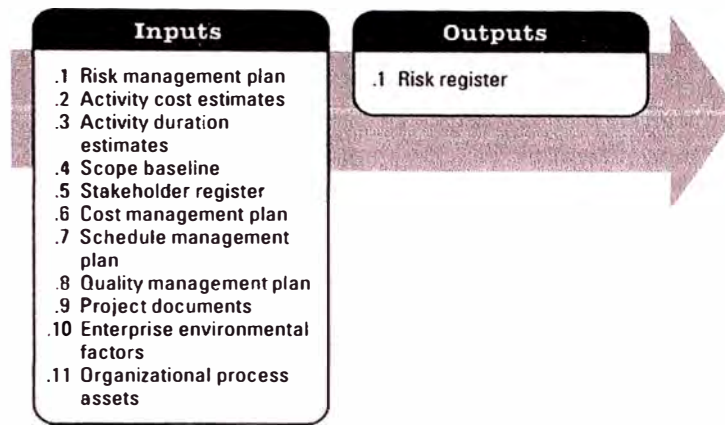 Inputs
.1 Risk management plan
.2 Activity cost estimates
.3 Activity duration
estimates
.4 Scope baseline
.5 Stakeholder register
.6 Cost management plan
.7 Schedule management
plan
.8 Quality management plan
.9 Project documents
.10 Enterprise environmental
factors
.11 Organizational process
assets
Outputs
.1 Risk register